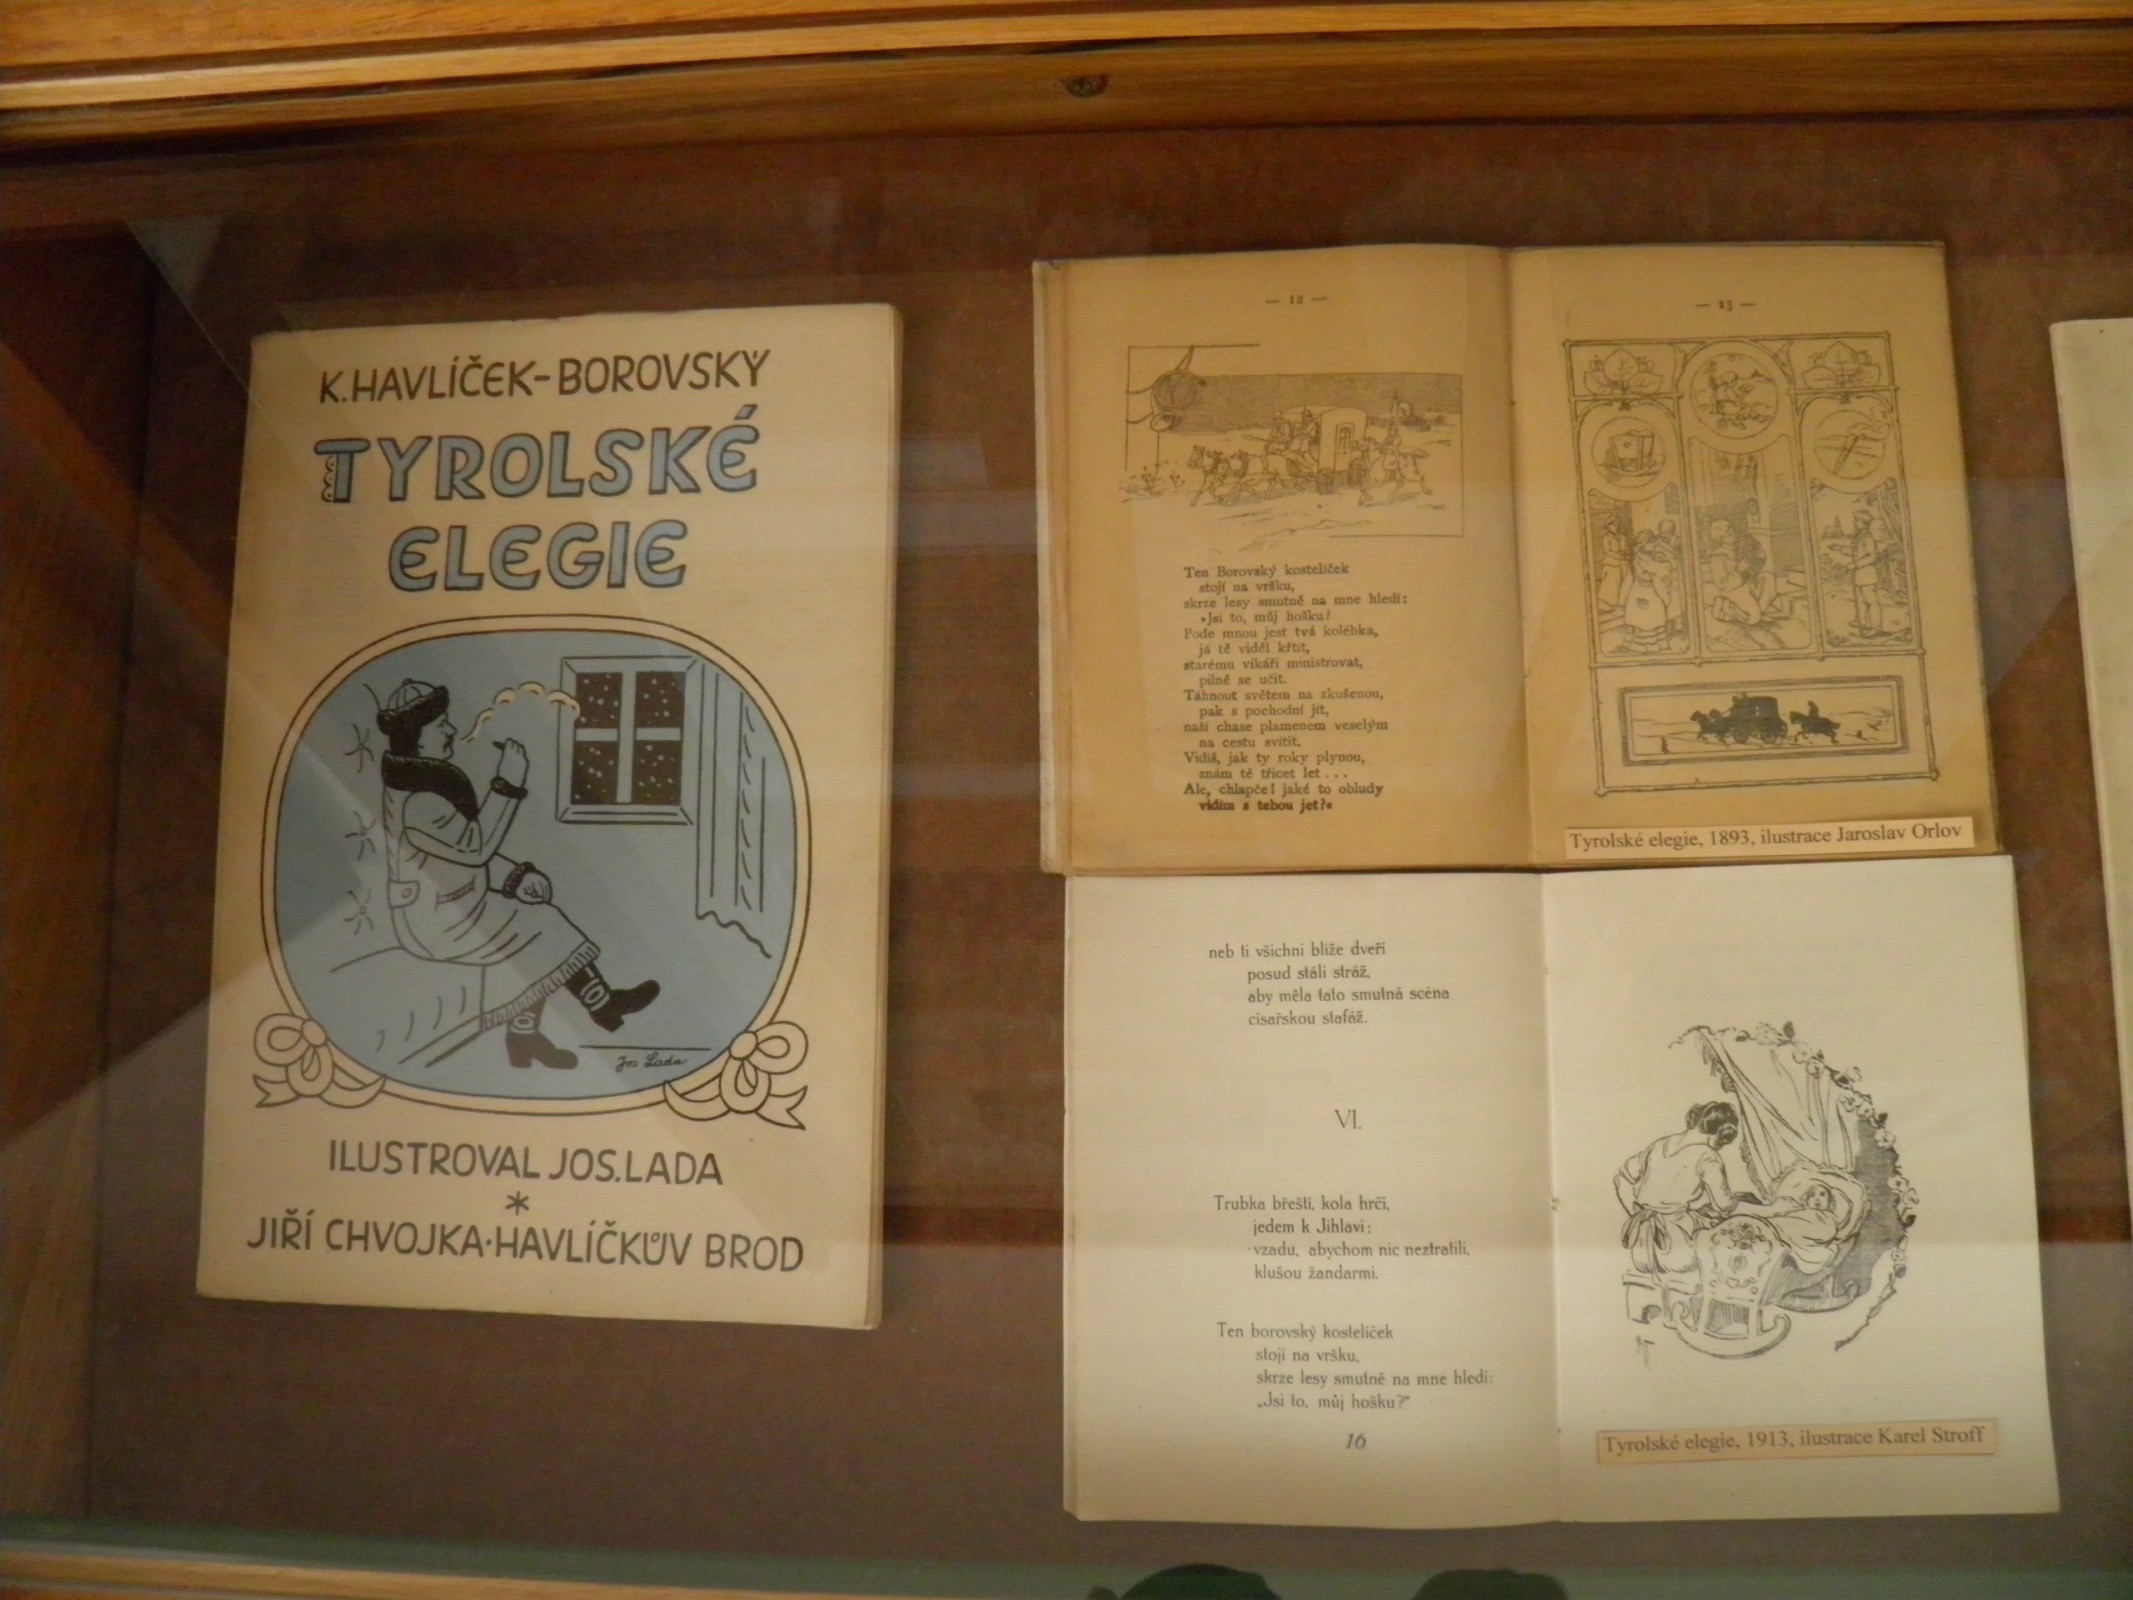 K. HAVLÍČEK-BOROVSKÝ
TYROLSKÉ
ELEGIE
Jos Lada
ILUSTROVAL JOS. LADA
*
JIŘÍ CHVOJKA · HAVLÍČKŮV BROD
— 12 —
Ten Borovský kostelíček
stojí na vršku,
skrze lesy smutně na mne hledí:
»Jsi to, můj hošku?
Pode mnou jest tvá kolébka,
já tě viděl křtít,
starému vikáři ministrovat,
pilně se učit.
Táhnout světem na zkušenou,
pak s pochodní jít,
naší chase plamenem veselým
na cestu svítit.
Vidíš, jak ty roky plynou,
znám tě třicet let . . .
Ale, chlapče! jaké to obludy
vidím s tebou jet?«
— 13 —
Tyrolské elegie, 1893, ilustrace Jaroslav Orlov
neb ti všichni blíže dveří
posud stáli stráž,
aby měla tato smutná scéna
císařskou stafáž.
VI.
Trubka břeští, kola hrčí,
jedem k Jihlavi;
vzadu, abychom nic neztratili,
klušou žandarmi.
Ten borovský kostelíček
stojí na vršku,
skrze lesy smutně na mne hledí:
„Jsi to, můj hošku?"
16
Tyrolské elegie, 1913, ilustrace Karel Stroff